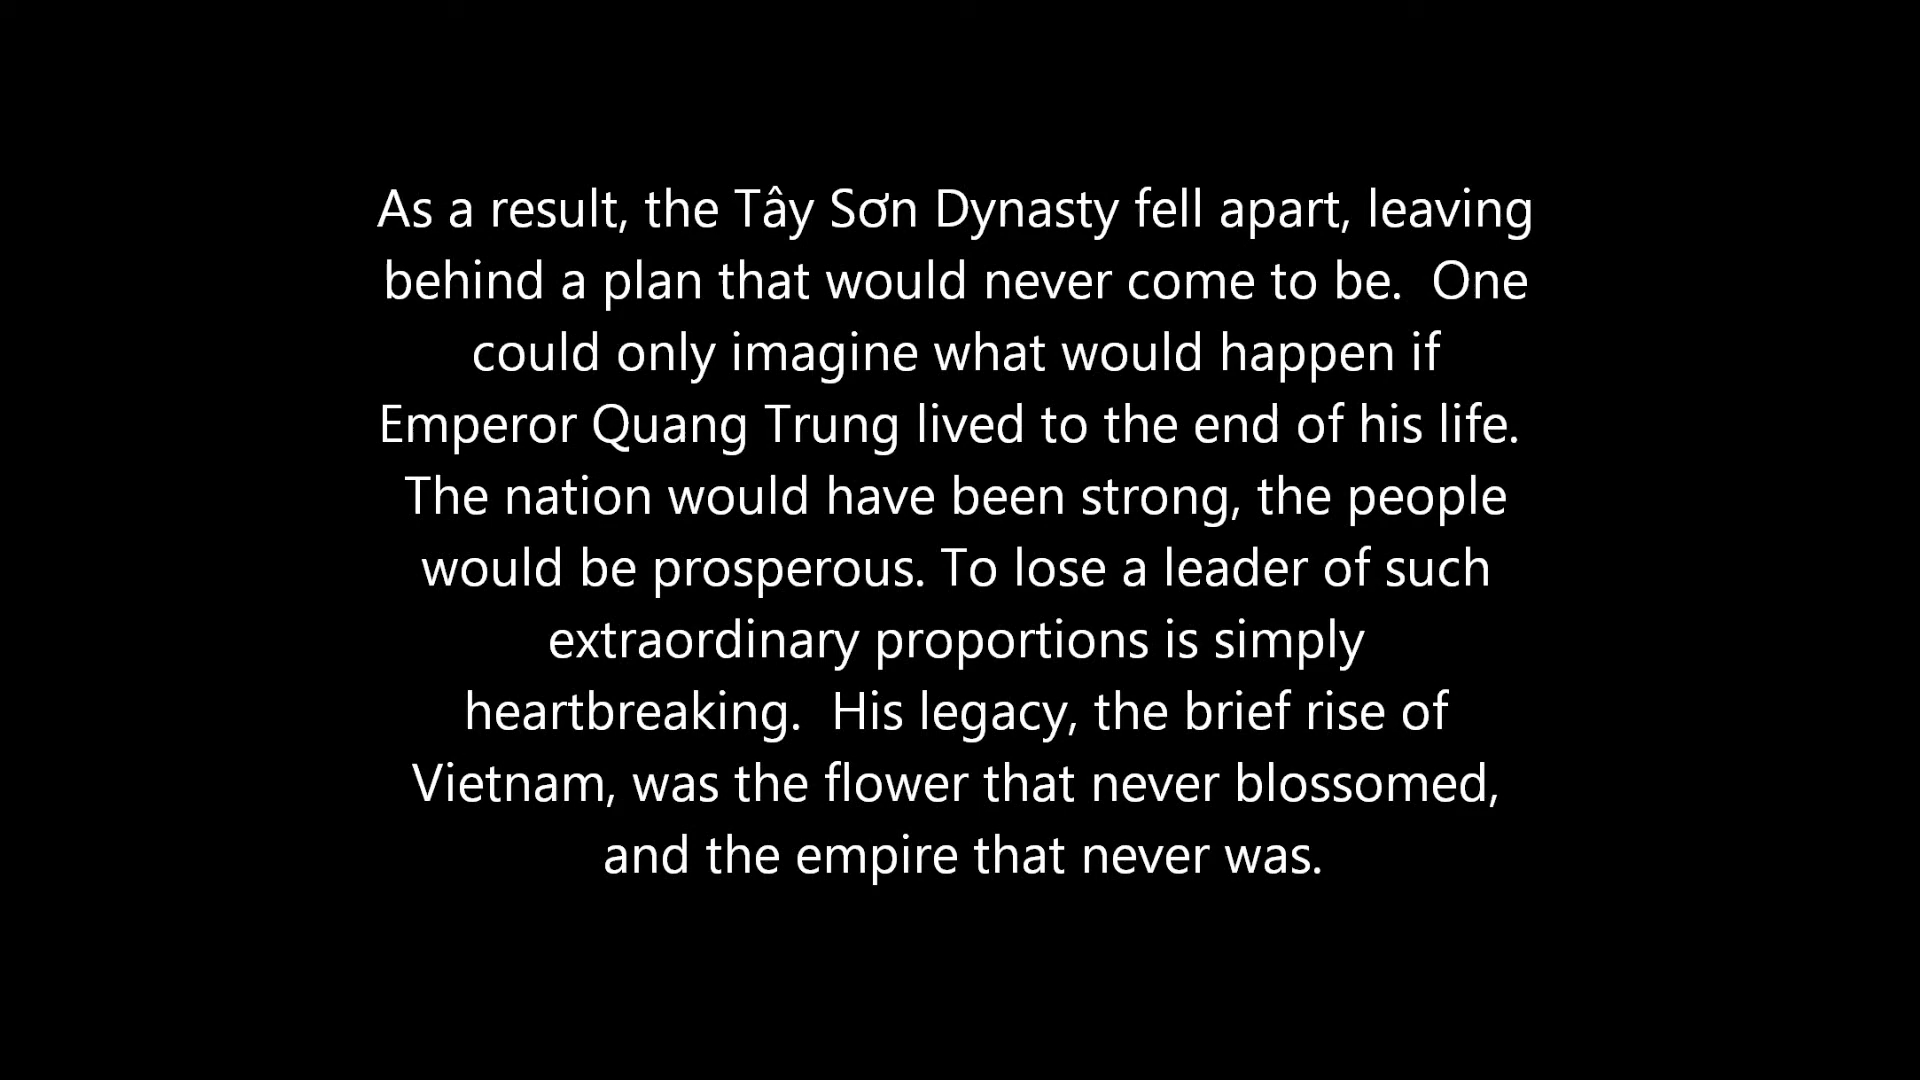 As a result, the Tây Sơn Dynasty fell apart, leaving
behind a plan that would never come to be.  One
could only imagine what would happen if
Emperor Quang Trung lived to the end of his life.
The nation would have been strong, the people
would be prosperous. To lose a leader of such
extraordinary proportions is simply
heartbreaking.  His legacy, the brief rise of
Vietnam, was the flower that never blossomed,
and the empire that never was.